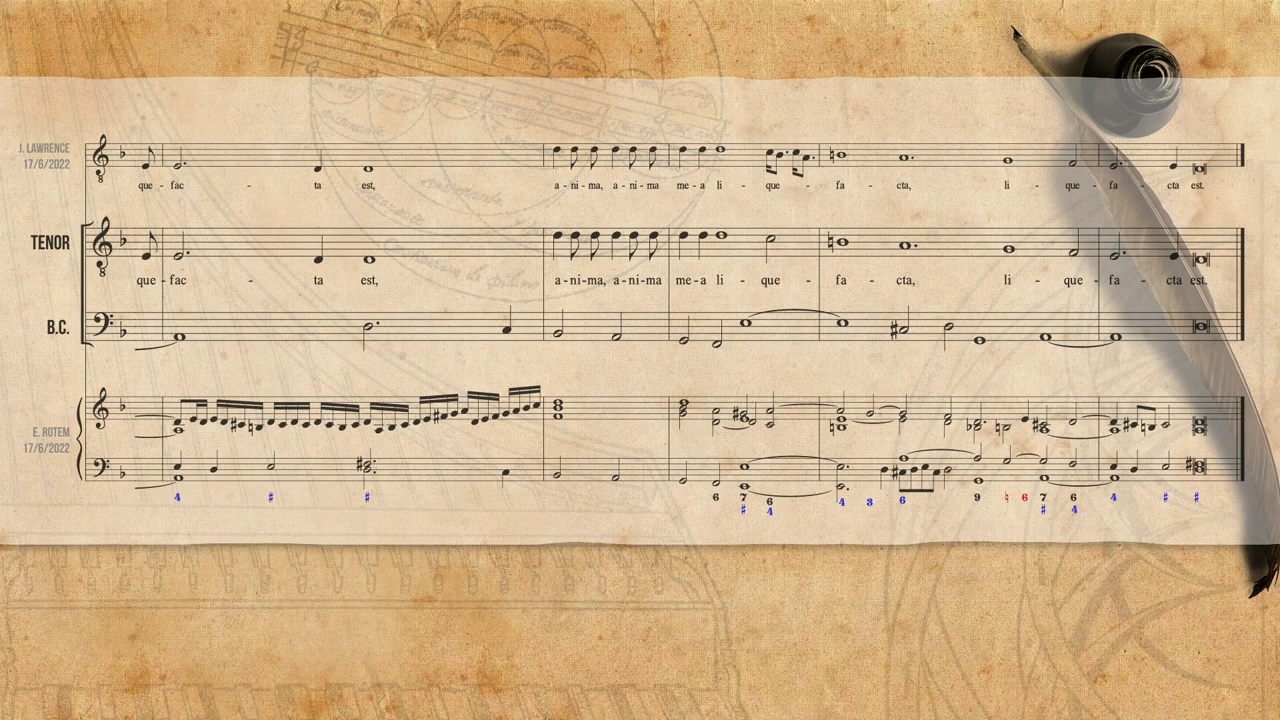 J. LAWRENCE
17/6/2022
que - fac - ta est, a - ni - ma, a - ni - ma me - a li - que - fa - cta, li - que - fa - cta est.
TENOR
que - fac - ta est, a - ni - ma, a - ni - ma me - a li - que - fa - cta, li - que - fa - cta est.
B.C.
E. ROTEM
17/6/2022
4 ♯ ♯ 6 7 6 4 3 6 9 ♮ 6 7 6 4 ♯ ♯
♯ 4 ♯ 4